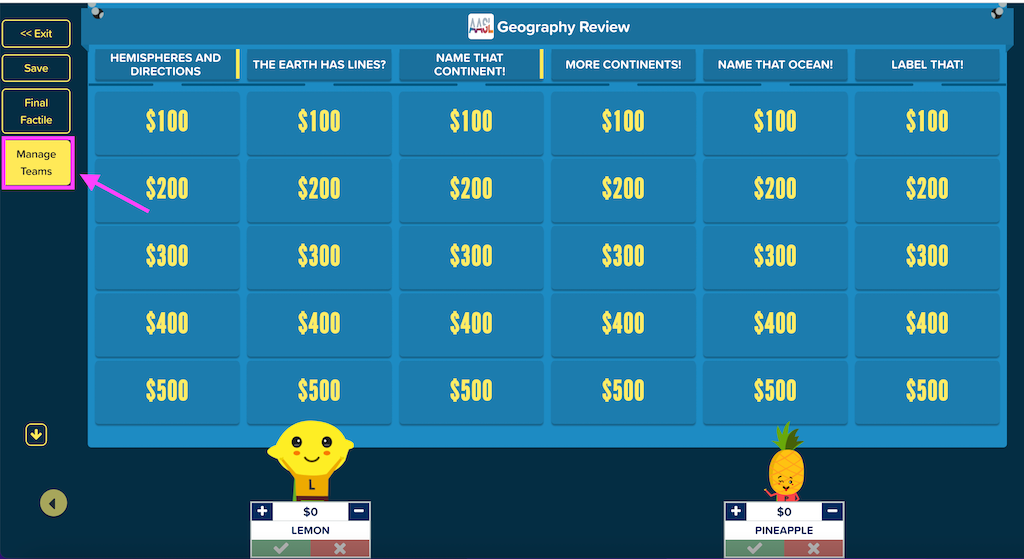 << Exit
Save
Final
Factile
Manage
Teams
AASL Geography Review
HEMISPHERES AND
DIRECTIONS
THE EARTH HAS LINES?
NAME THAT
CONTINENT!
MORE CONTINENTS!
NAME THAT OCEAN!
LABEL THAT!
$100 $100 $100 $100 $100 $100
$200 $200 $200 $200 $200 $200
$300 $300 $300 $300 $300 $300
$400 $400 $400 $400 $400 $400
$500 $500 $500 $500 $500 $500
L
+ $0 −
LEMON
+ $0 −
PINEAPPLE